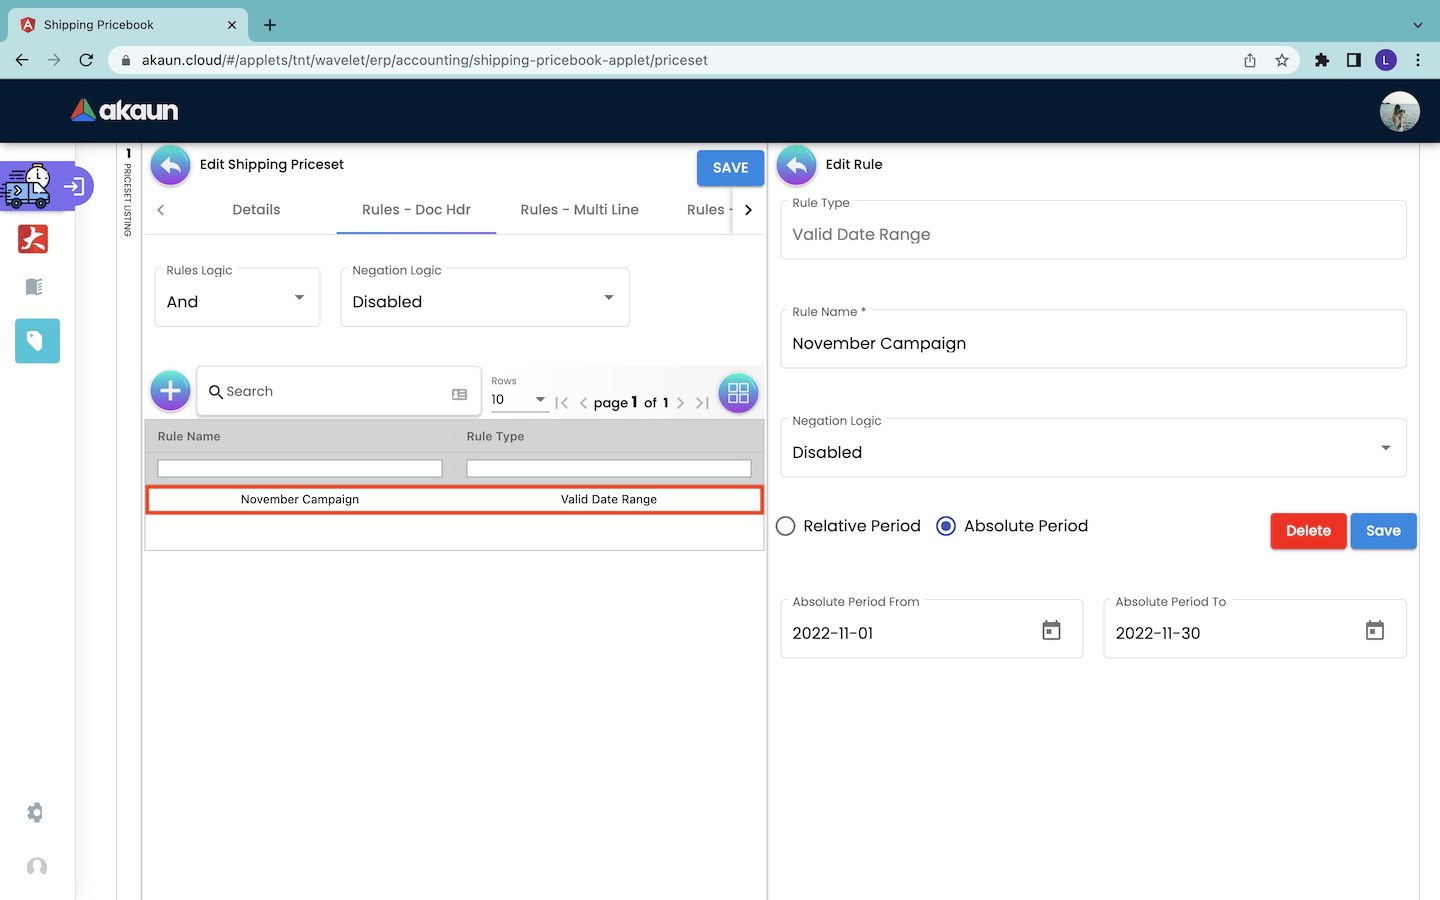 Shipping Pricebook
akaun.cloud/#/applets/tnt/wavelet/erp/accounting/shipping-pricebook-applet/priceset
L
akaun
1
PRICESET LISTING
Edit Shipping Priceset
SAVE
Details
Rules - Doc Hdr
Rules - Multi Line
Rules -
Rules Logic
And
Negation Logic
Disabled
Search
Rows
10
page 1 of 1
Rule Name
Rule Type
November Campaign
Valid Date Range
Edit Rule
Rule Type
Valid Date Range
Rule Name *
November Campaign
Negation Logic
Disabled
Relative Period
Absolute Period
Delete
Save
Absolute Period From
2022-11-01
Absolute Period To
2022-11-30